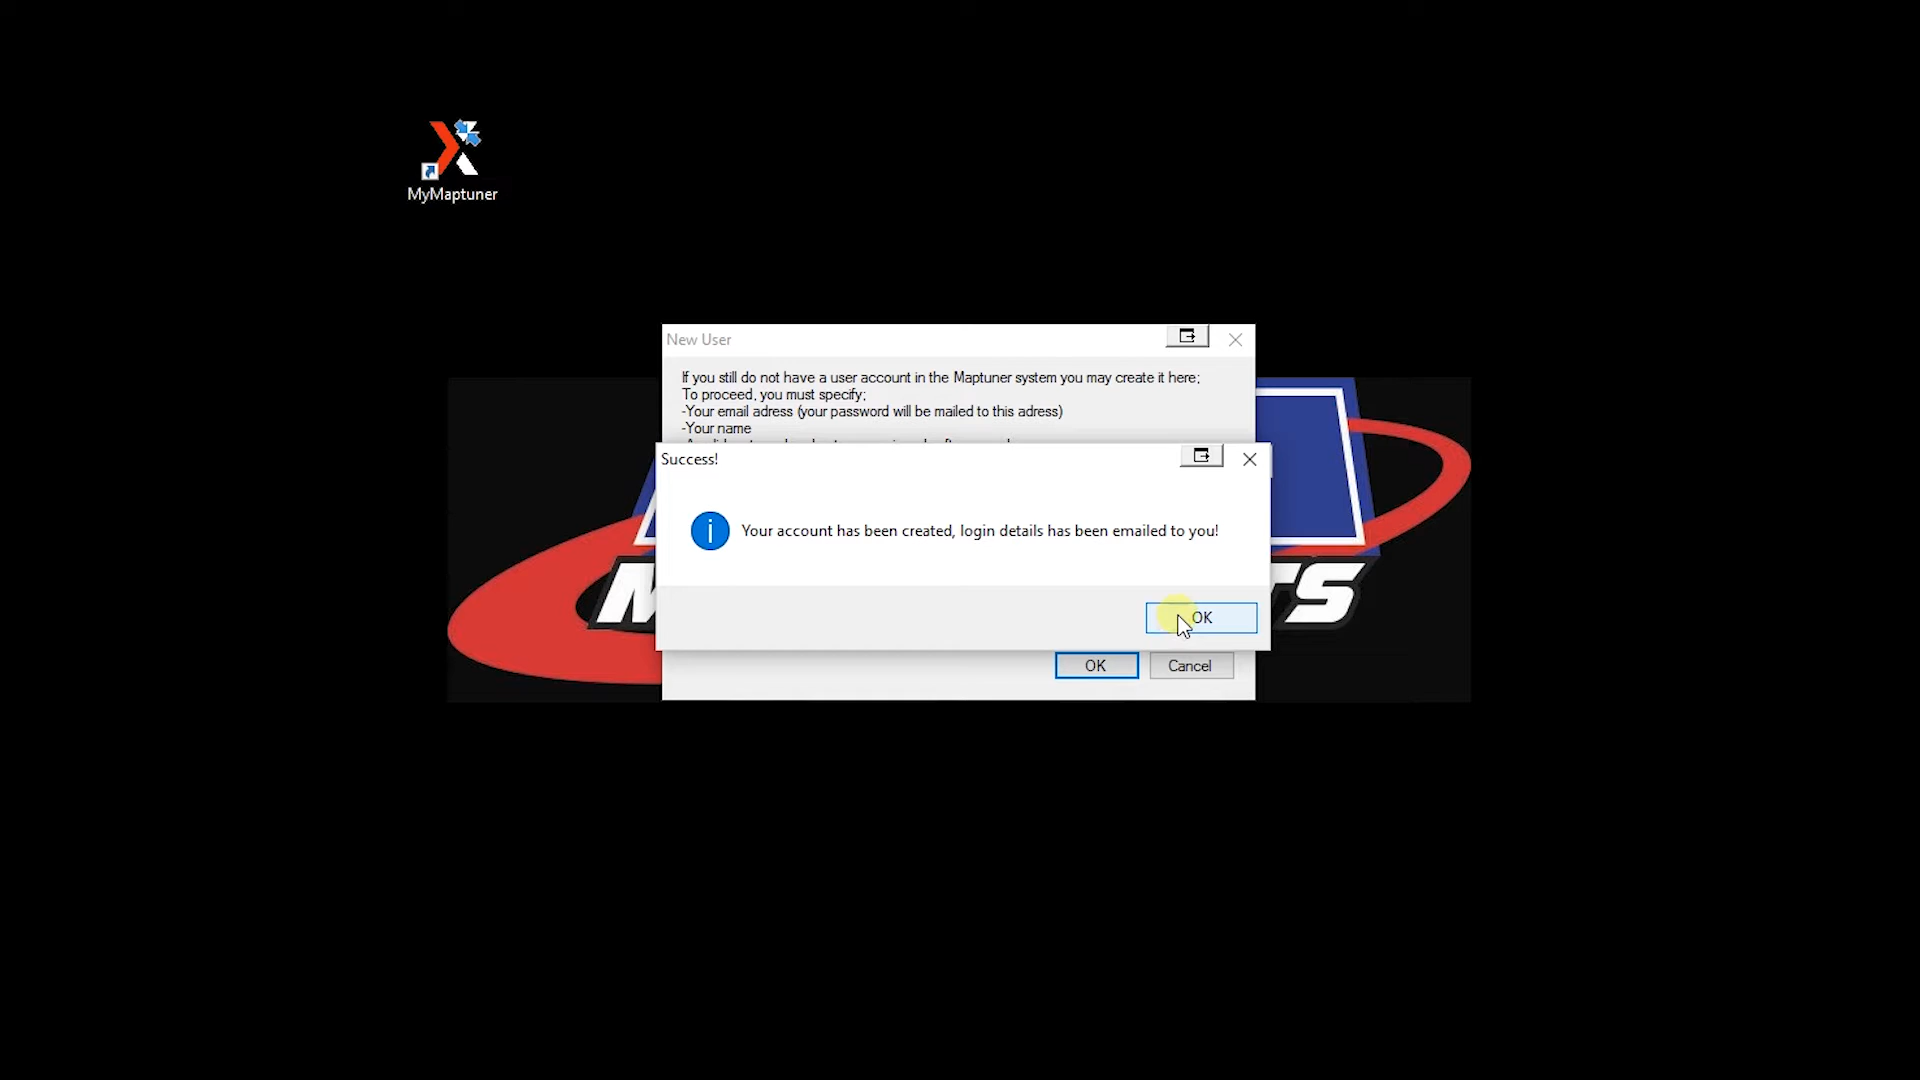 MyMaptuner
New User
If you still do not have a user account in the Maptuner system you may create it here;
To proceed, you must specify;
-Your email adress (your password will be mailed to this adress)
-Your name
Success!
Your account has been created, login details has been emailed to you!
M
TS
OK
OK
Cancel